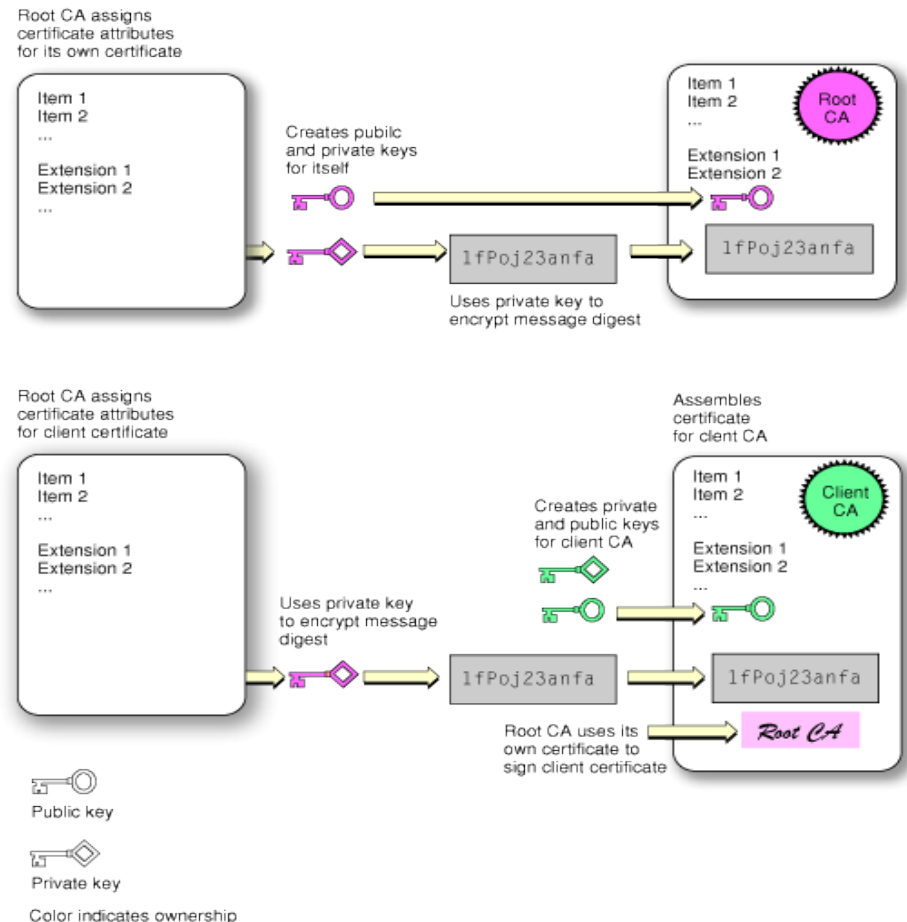 Root CA assigns
certificate attributes
for its own certificate
Item 1
Item 2
...
Extension 1
Extension 2
...
Creates pubilc
and private keys
for itself
1fPoj23anfa
Uses private key to
encrypt message digest
Item 1
Item 2
...
Extension 1
Extension 2
Root
CA
1fPoj23anfa
Root CA assigns
certificate attributes
for client certificate
Item 1
Item 2
...
Extension 1
Extension 2
...
Uses private key
to encrypt message
digest
Creates private
and public keys
for client CA
1fPoj23anfa
Root CA uses its
own certificate to
sign client certificate
Assembles
certificate
for clent CA
Item 1
Item 2
...
Extension 1
Extension 2
...
Client
CA
1fPoj23anfa
Root CA
Public key
Private key
Color indicates ownership